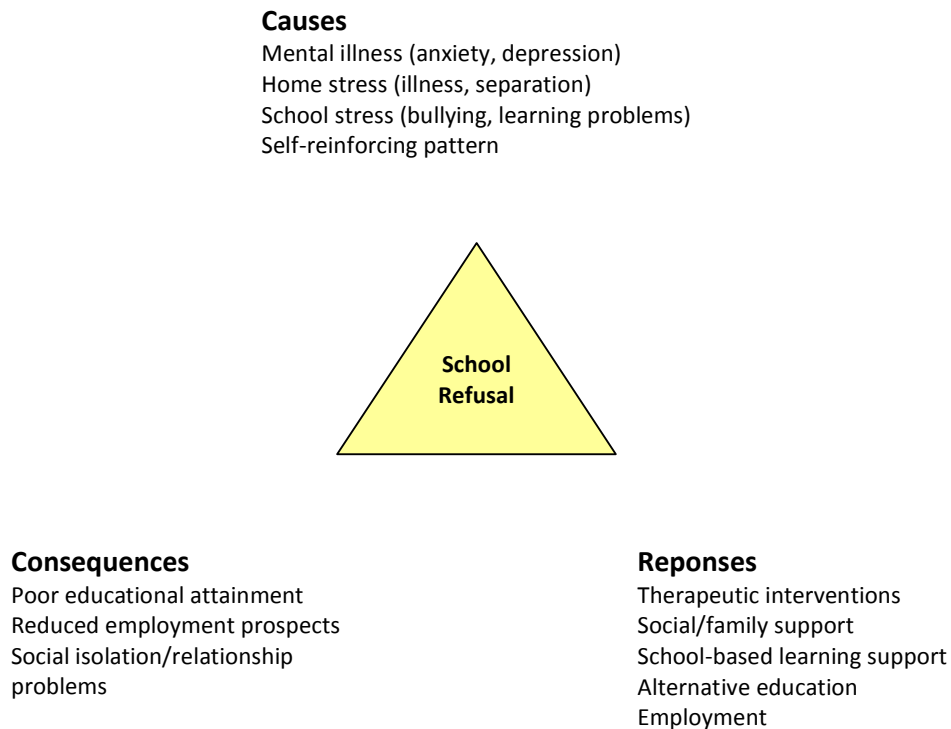 Causes
Mental illness (anxiety, depression)
Home stress (illness, separation)
School stress (bullying, learning problems)
Self-reinforcing pattern
School
Refusal
Consequences
Poor educational attainment
Reduced employment prospects
Social isolation/relationship
problems
Reponses
Therapeutic interventions
Social/family support
School-based learning support
Alternative education
Employment